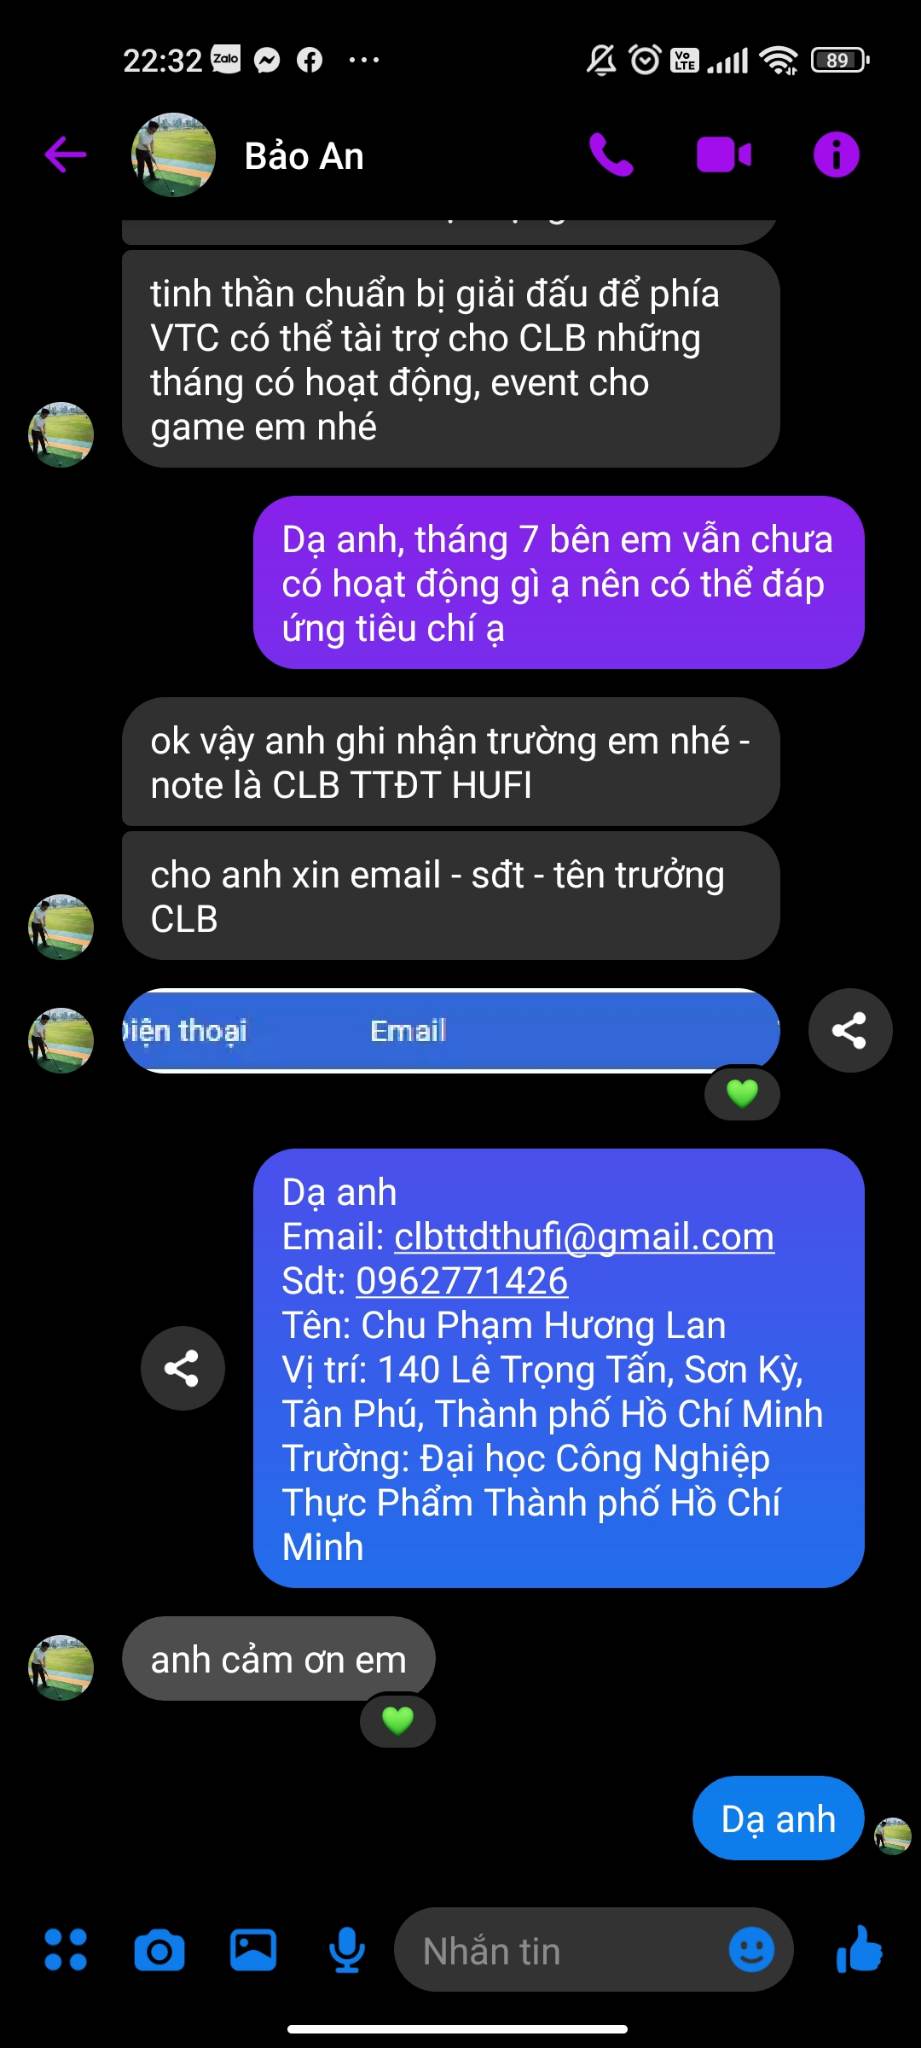 22:32 Zalo ... Vo LTE 89
Bảo An
tinh thần chuẩn bị giải đấu để phía
VTC có thể tài trợ cho CLB những
tháng có hoạt động, event cho
game em nhé
Dạ anh, tháng 7 bên em vẫn chưa
có hoạt động gì ạ nên có thể đáp
ứng tiêu chí ạ
ok vậy anh ghi nhận trường em nhé -
note là CLB TTĐT HUFI
cho anh xin email - sđt - tên trưởng
CLB
Điện thoại Email
Dạ anh
Email: clbttdthufi@gmail.com
Sdt: 0962771426
Tên: Chu Phạm Hương Lan
Vị trí: 140 Lê Trọng Tấn, Sơn Kỳ,
Tân Phú, Thành phố Hồ Chí Minh
Trường: Đại học Công Nghiệp
Thực Phẩm Thành phố Hồ Chí
Minh
anh cảm ơn em
Dạ anh
Nhắn tin